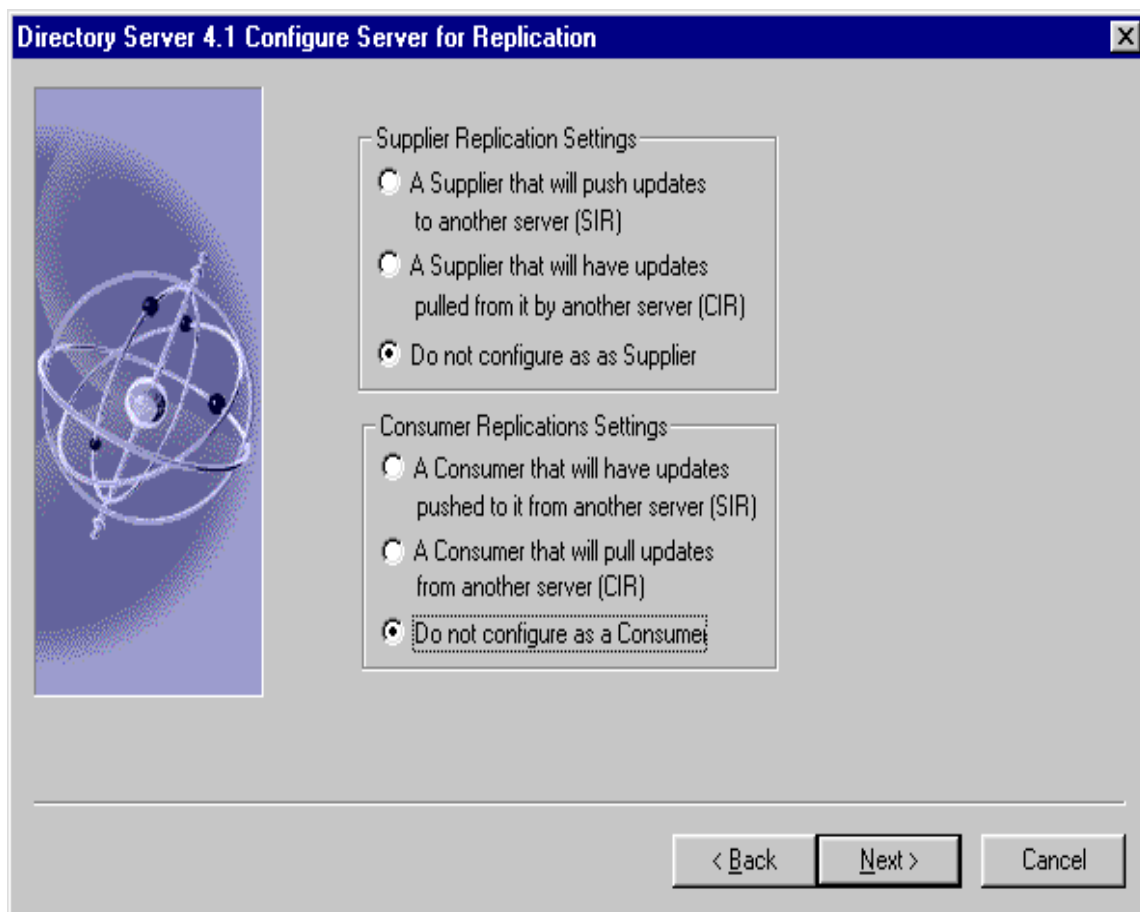 Directory Server 4.1 Configure Server for Replication
Supplier Replication Settings
A Supplier that will push updates
to another server (SIR)
A Supplier that will have updates
pulled from it by another server (CIR)
Do not configure as as Supplier
Consumer Replications Settings
A Consumer that will have updates
pushed to it from another server (SIR)
A Consumer that will pull updates
from another server (CIR)
Do not configure as a Consumer
< Back
Next >
Cancel